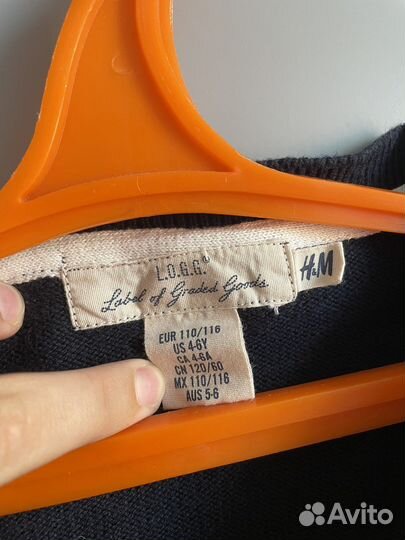 L.O.G.G.®
Label of Graded Goods
H&M
EUR 110/116
US 4-6Y
CA 4-6A
CN 120/60
MX 110/116
AUS 5-6
Avito